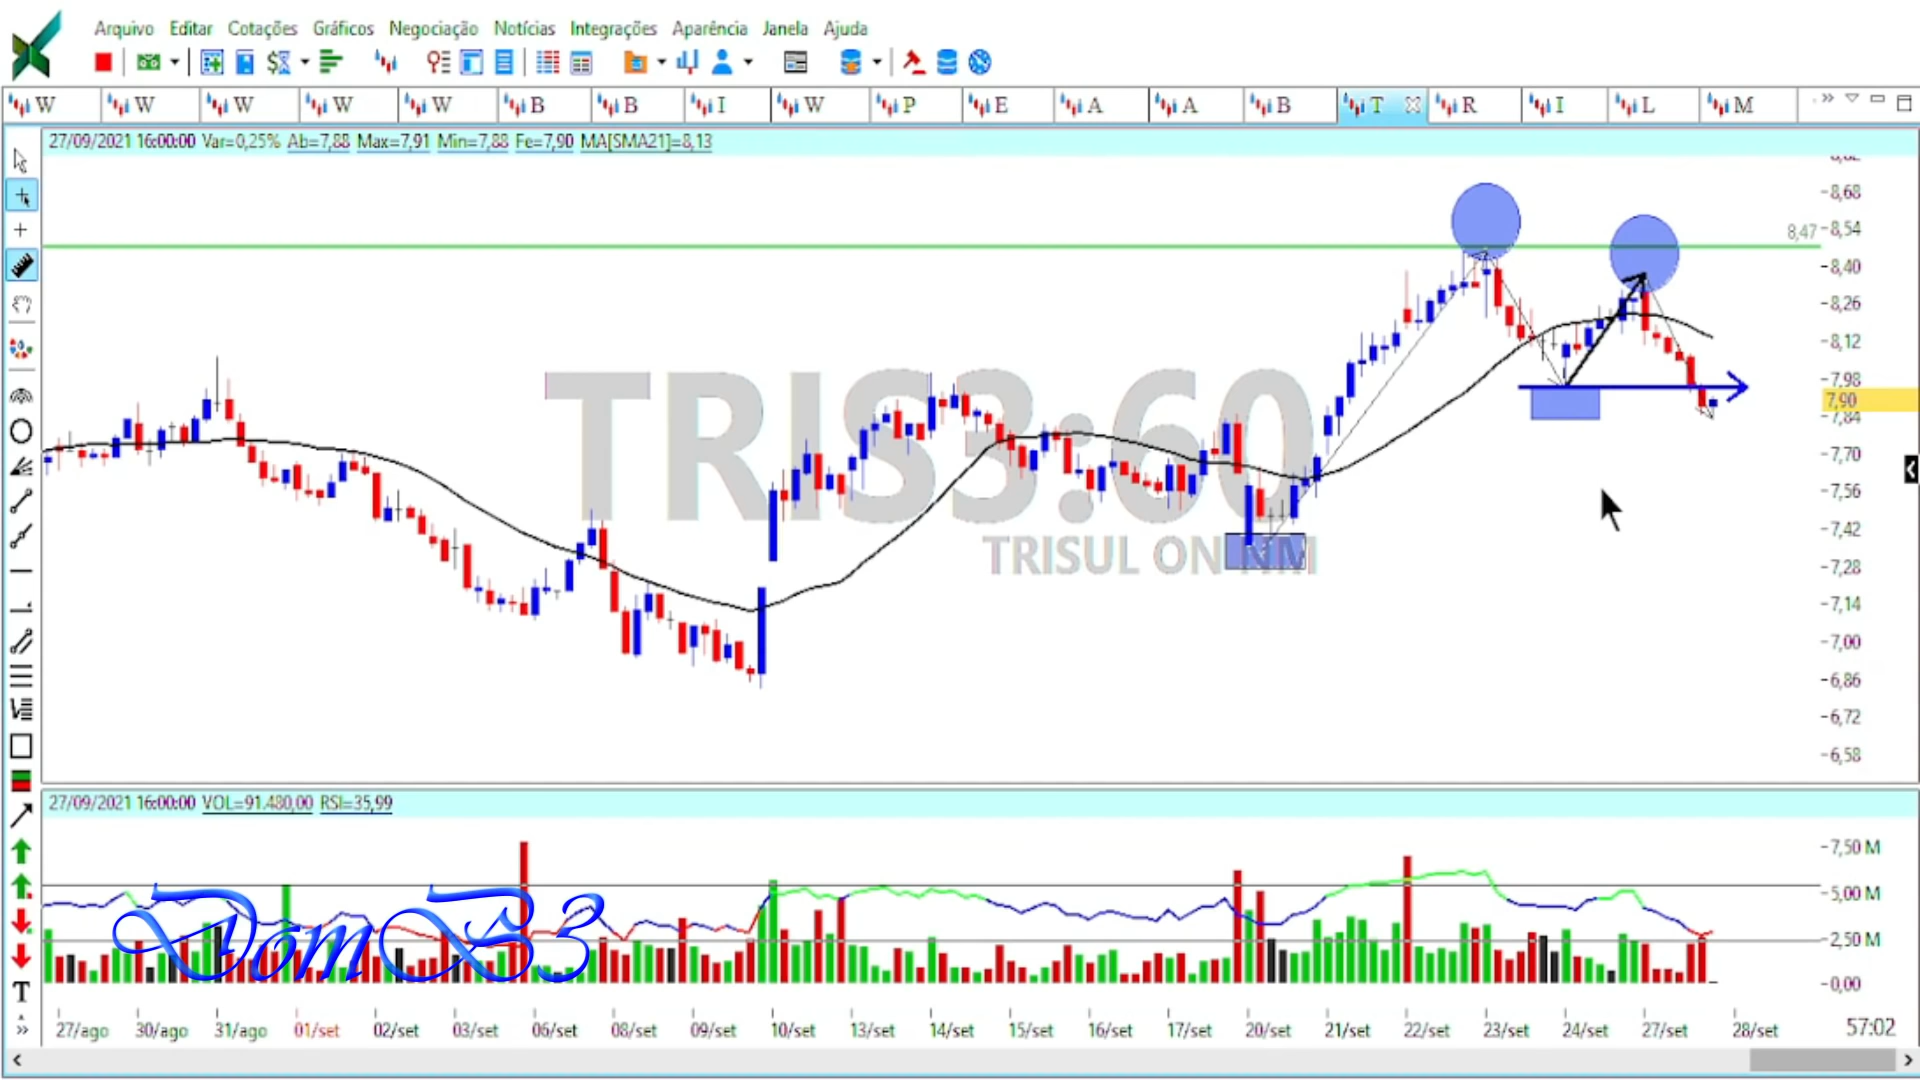 Arquivo Editar Cotações Gráficos Negociação Notícias Integrações Aparência Janela Ajuda
W W W W W B B I W P E A A B T R I L M
27/09/2021 16:00:00 Var=0,25% Ab=7,88 Max=7,91 Min=7,88 Fe=7,90 MA[SMA21]=8,13
8,68
8,47
8,54
8,40
8,26
8,12
7,98
7,90
7,84
7,70
7,56
7,42
7,28
7,14
7,00
6,86
6,72
6,58
TRIS3:60
TRISUL ON NM
27/09/2021 16:00:00 VOL=91.480,00 RSI=35,99
7,50 M
5,00 M
2,50 M
0,00
DomB3
T
27/ago 30/ago 31/ago 01/set 02/set 03/set 06/set 08/set 09/set 10/set 13/set 14/set 15/set 16/set 17/set 20/set 21/set 22/set 23/set 24/set 27/set 28/set 57:02